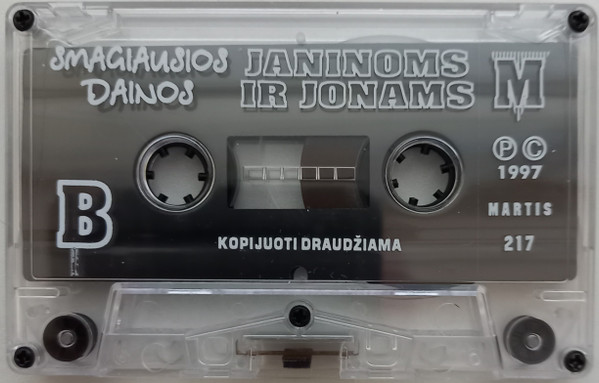 SMAGIAUSIOS
DAINOS
JANINOMS
IR JONAMS
M
Ⓟ Ⓒ
1997
MARTIS
217
B
KOPIJUOTI DRAUDŽIAMA